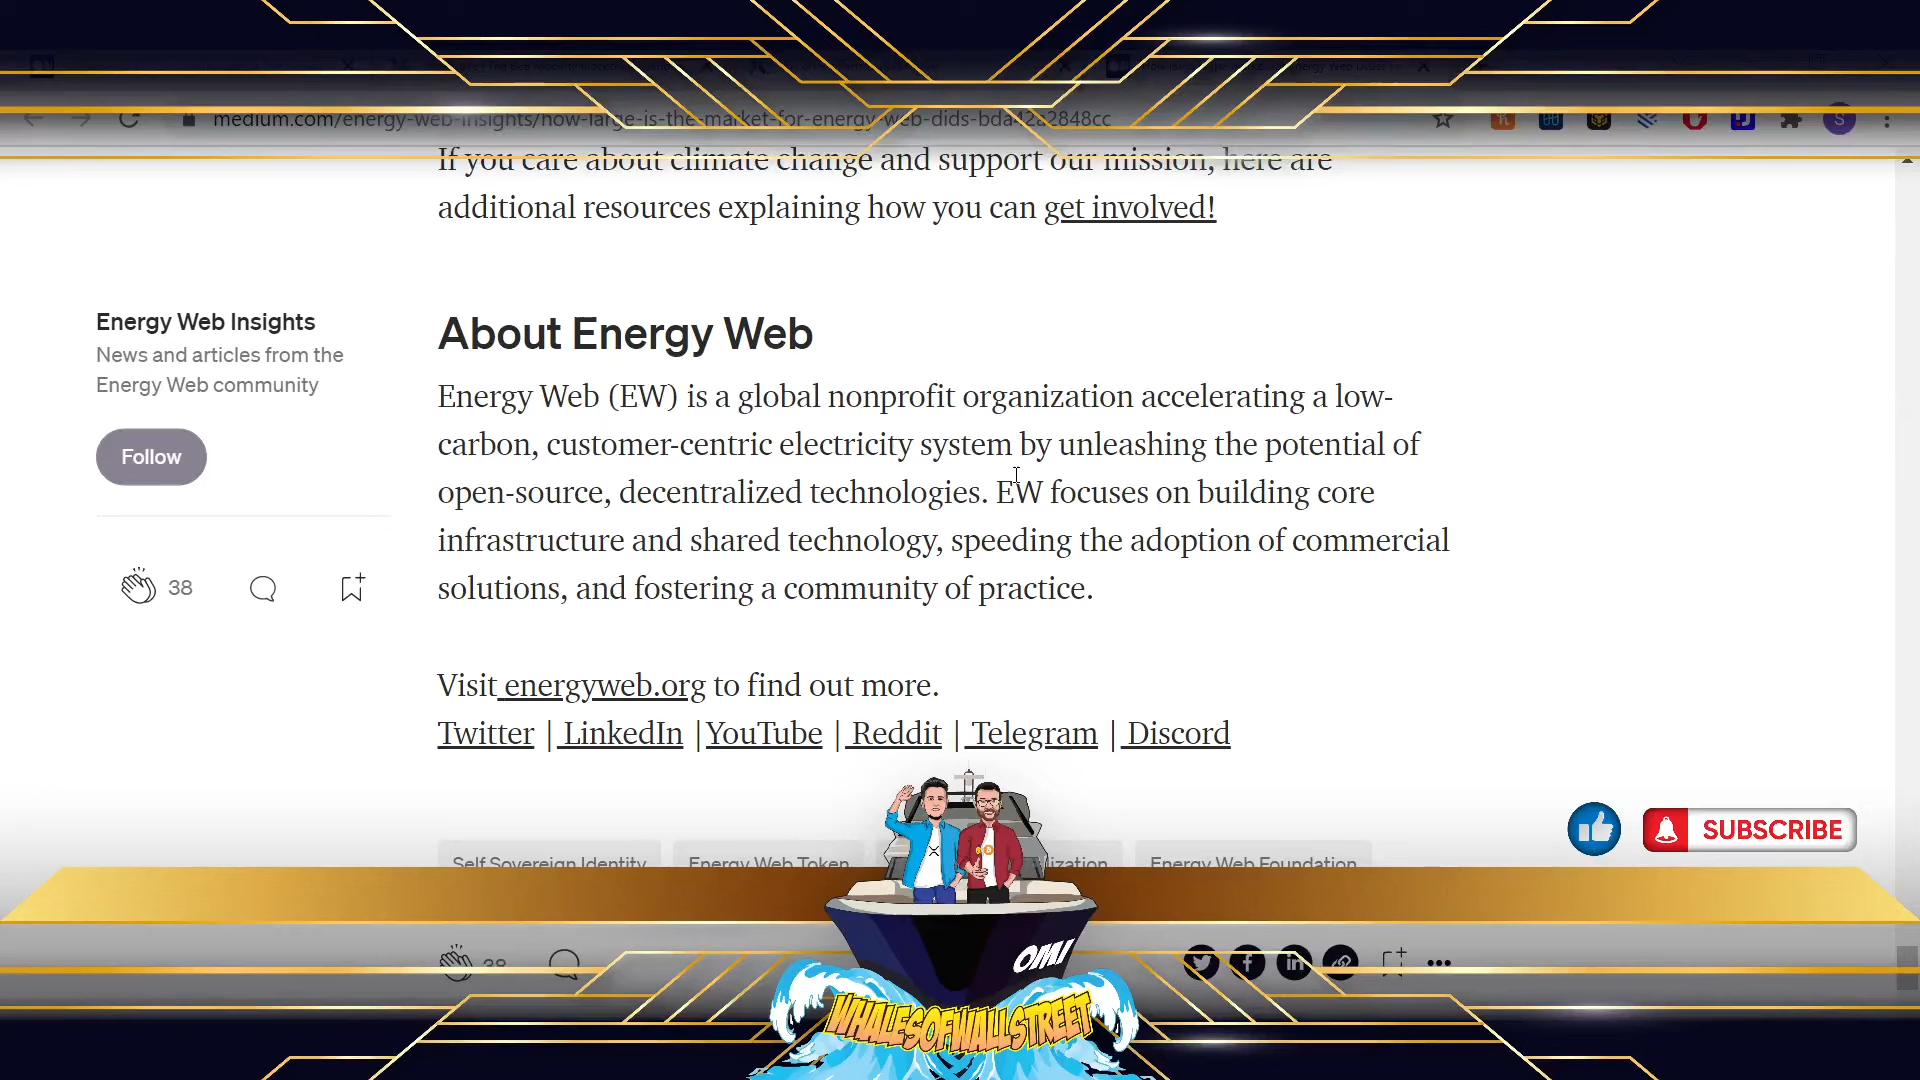 medium.com/energy-web-insights/how-large-is-the-market-for-energy-web-dids-bda42a2848cc
S
If you care about climate change and support our mission, here are
additional resources explaining how you can get involved!
Energy Web Insights
News and articles from the
Energy Web community
Follow
38
About Energy Web
Energy Web (EW) is a global nonprofit organization accelerating a low-
carbon, customer-centric electricity system by unleashing the potential of
open-source, decentralized technologies. EW focuses on building core
infrastructure and shared technology, speeding the adoption of commercial
solutions, and fostering a community of practice.
Visit energyweb.org to find out more.
Twitter | LinkedIn |YouTube | Reddit | Telegram | Discord
SUBSCRIBE
Self Sovereign Identity Energy Web Token Energy Web Foundation
38
OMI
WHALESOFWALLSTREET